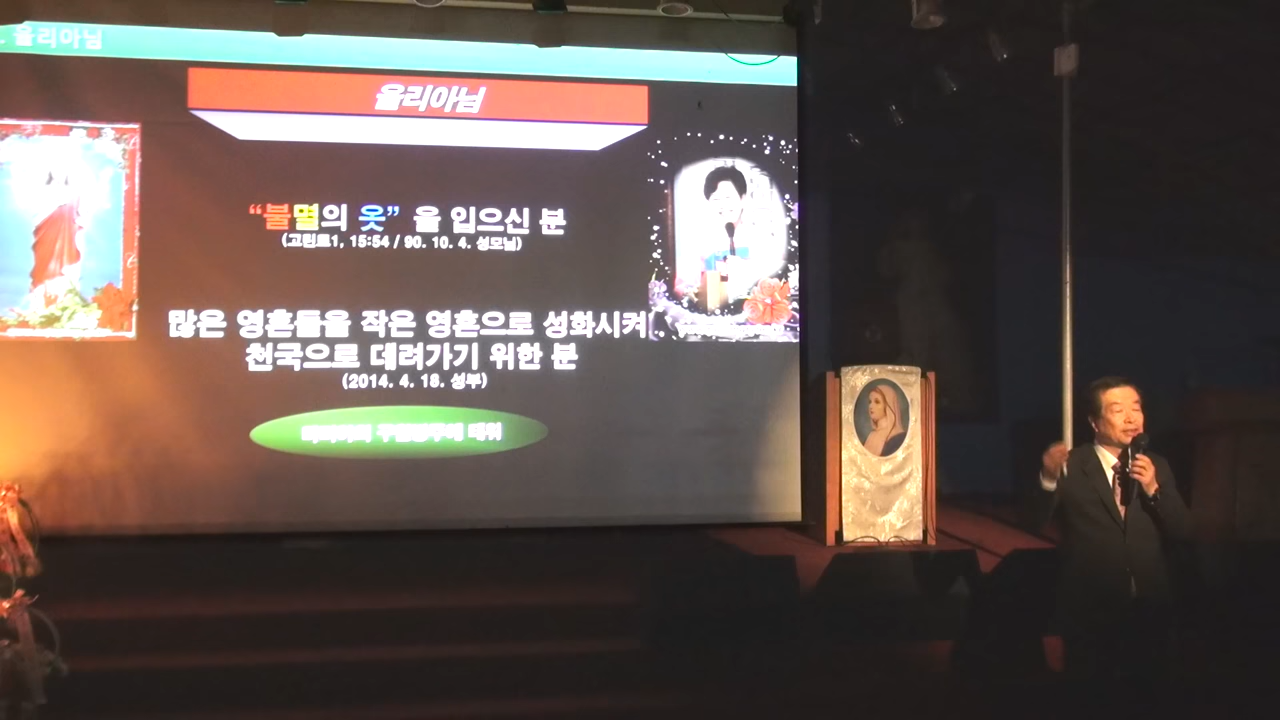 율리아님
율리아님
“불멸의 옷” 을 입으신 분
(고린토1, 15:54 / 90. 10. 4. 성모님)
많은 영혼들을 작은 영혼으로 성화시켜
천국으로 데려가기 위한 분
(2014. 4. 18. 성부)